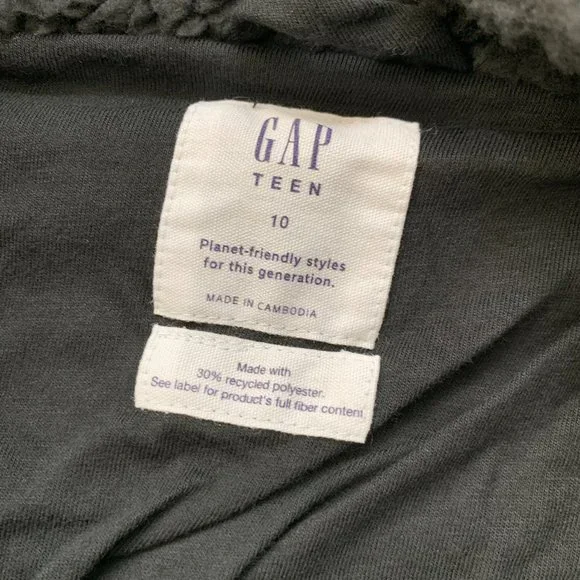 GAP
TEEN
10
Planet-friendly styles
for this generation.
MADE IN CAMBODIA
Made with
30% recycled polyester.
See label for product's full fiber content